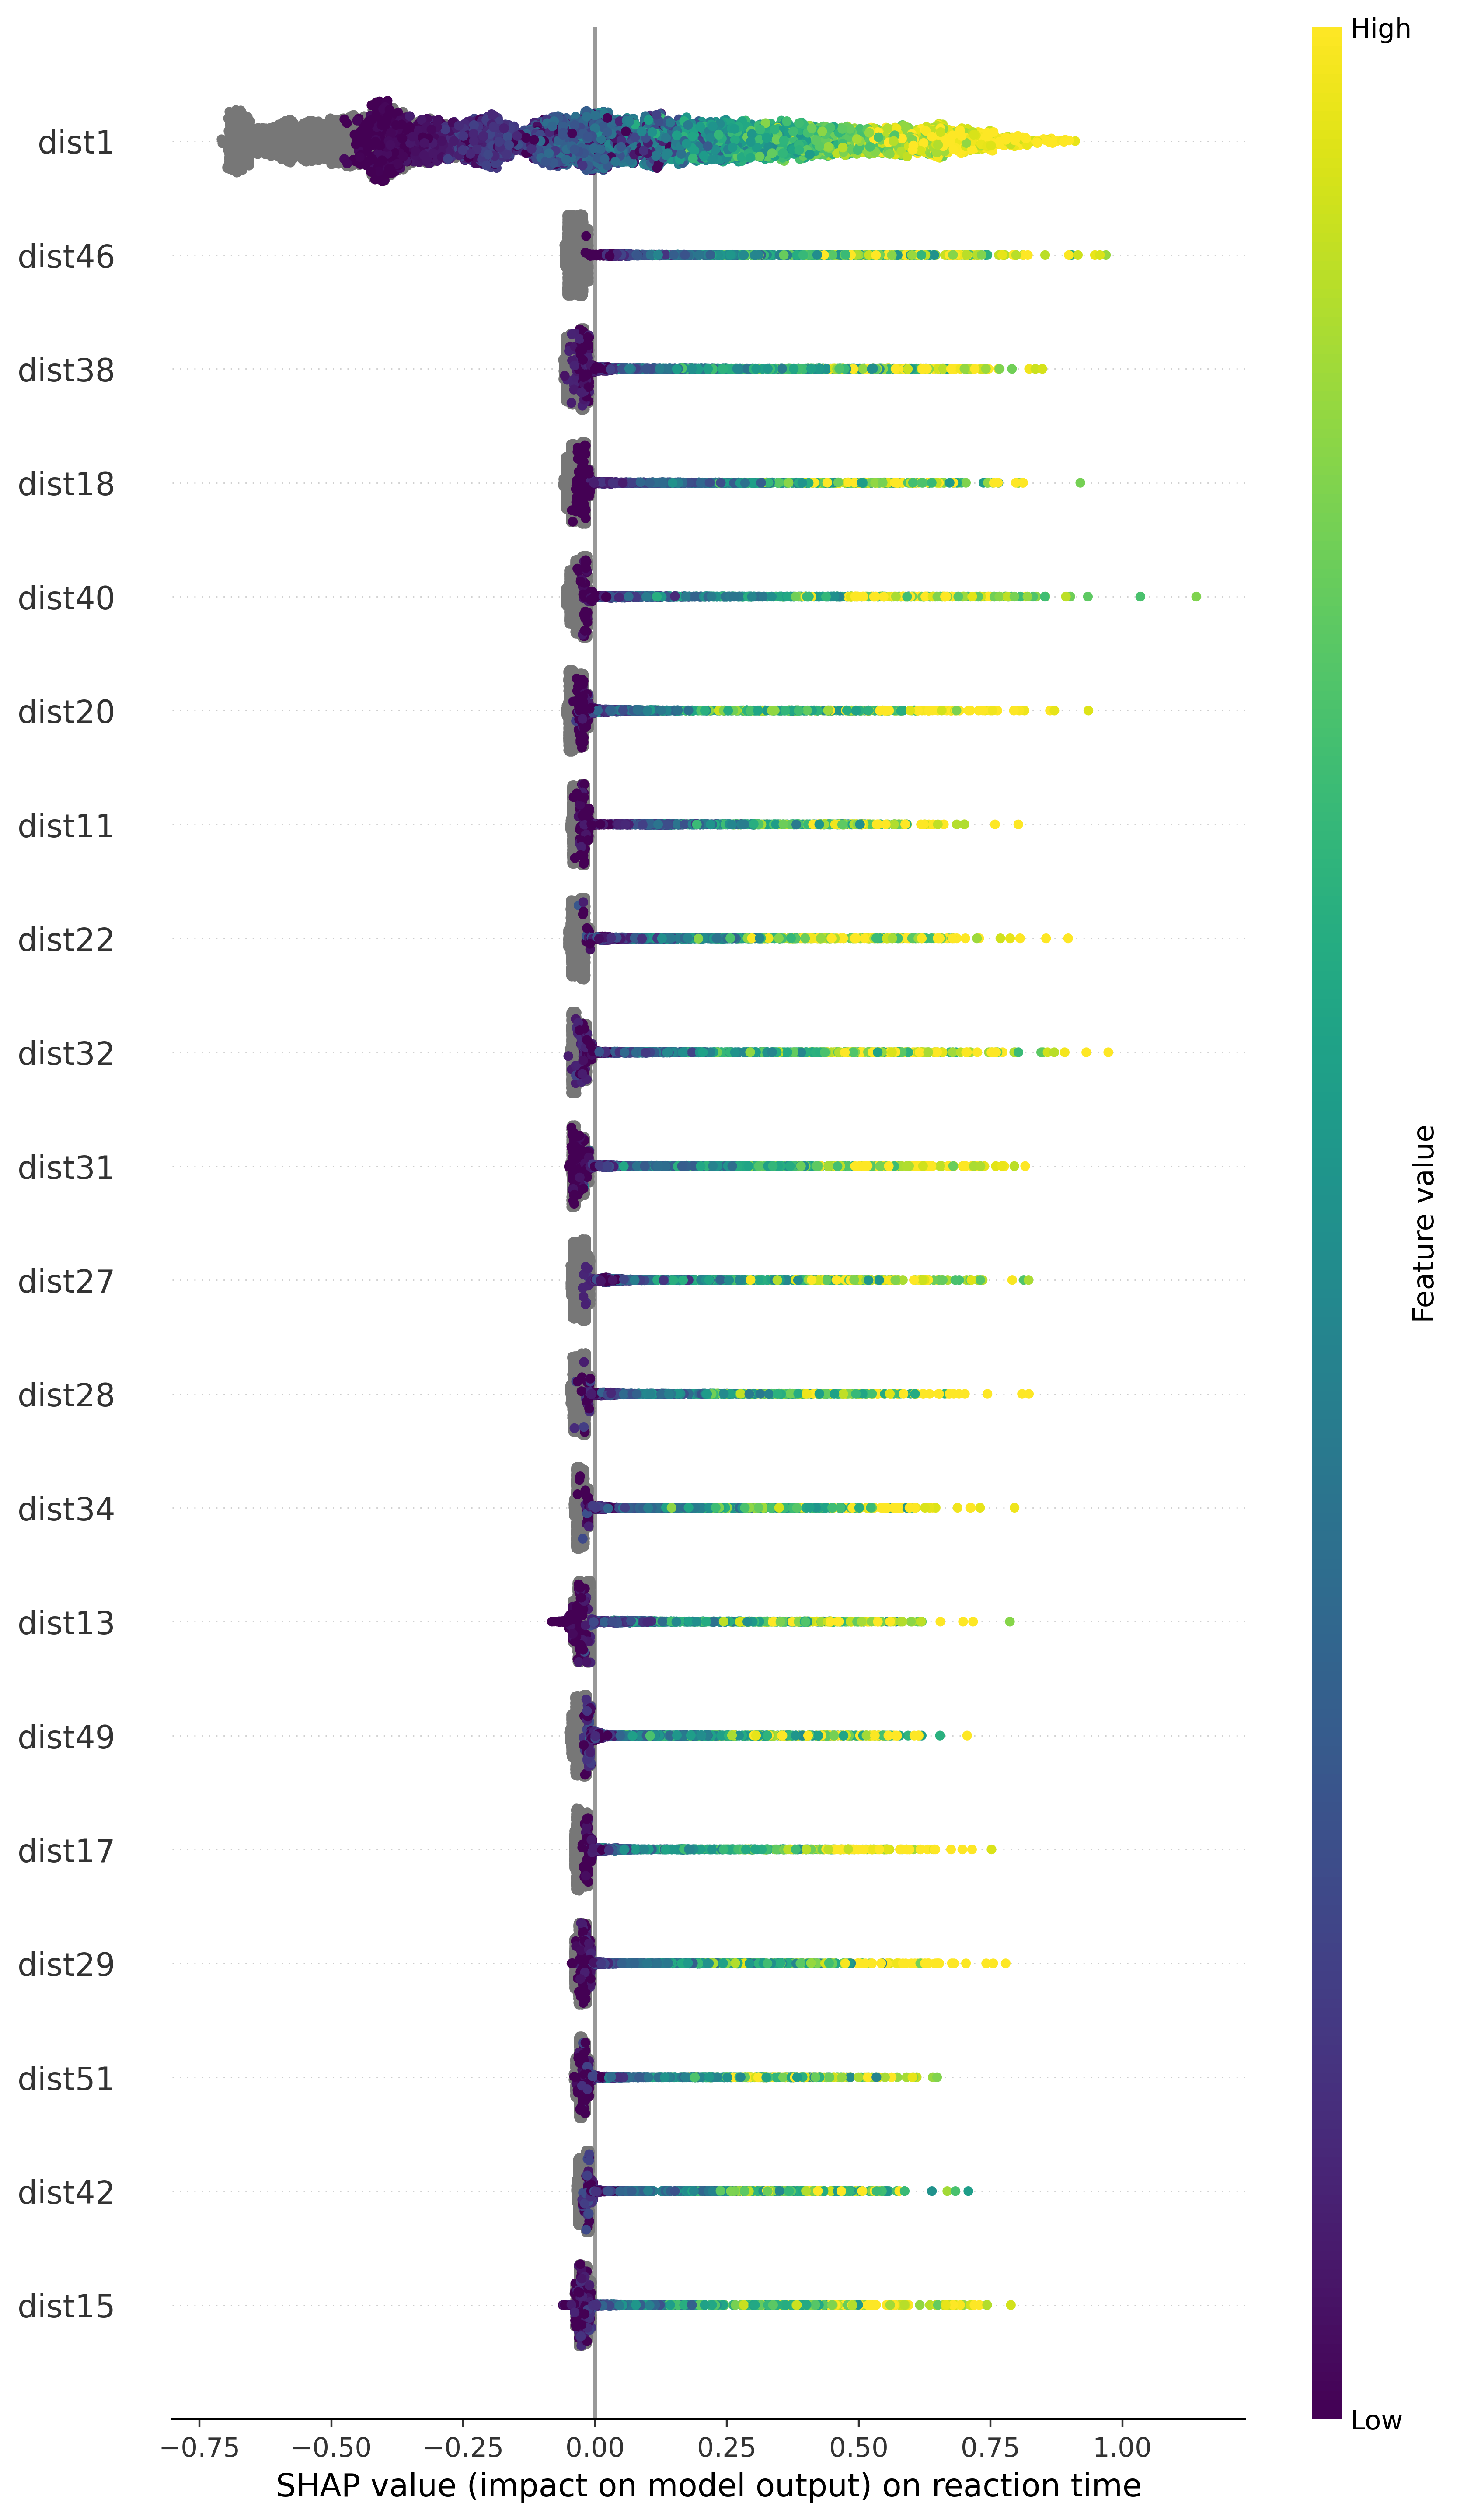 High
dist1
dist46
dist38
dist18
dist40
dist20
dist11
dist22
dist32
dist31
dist27
dist28
dist34
dist13
dist49
dist17
dist29
dist51
dist42
dist15
Feature value
Low
−0.75 −0.50 −0.25 0.00 0.25 0.50 0.75 1.00
SHAP value (impact on model output) on reaction time